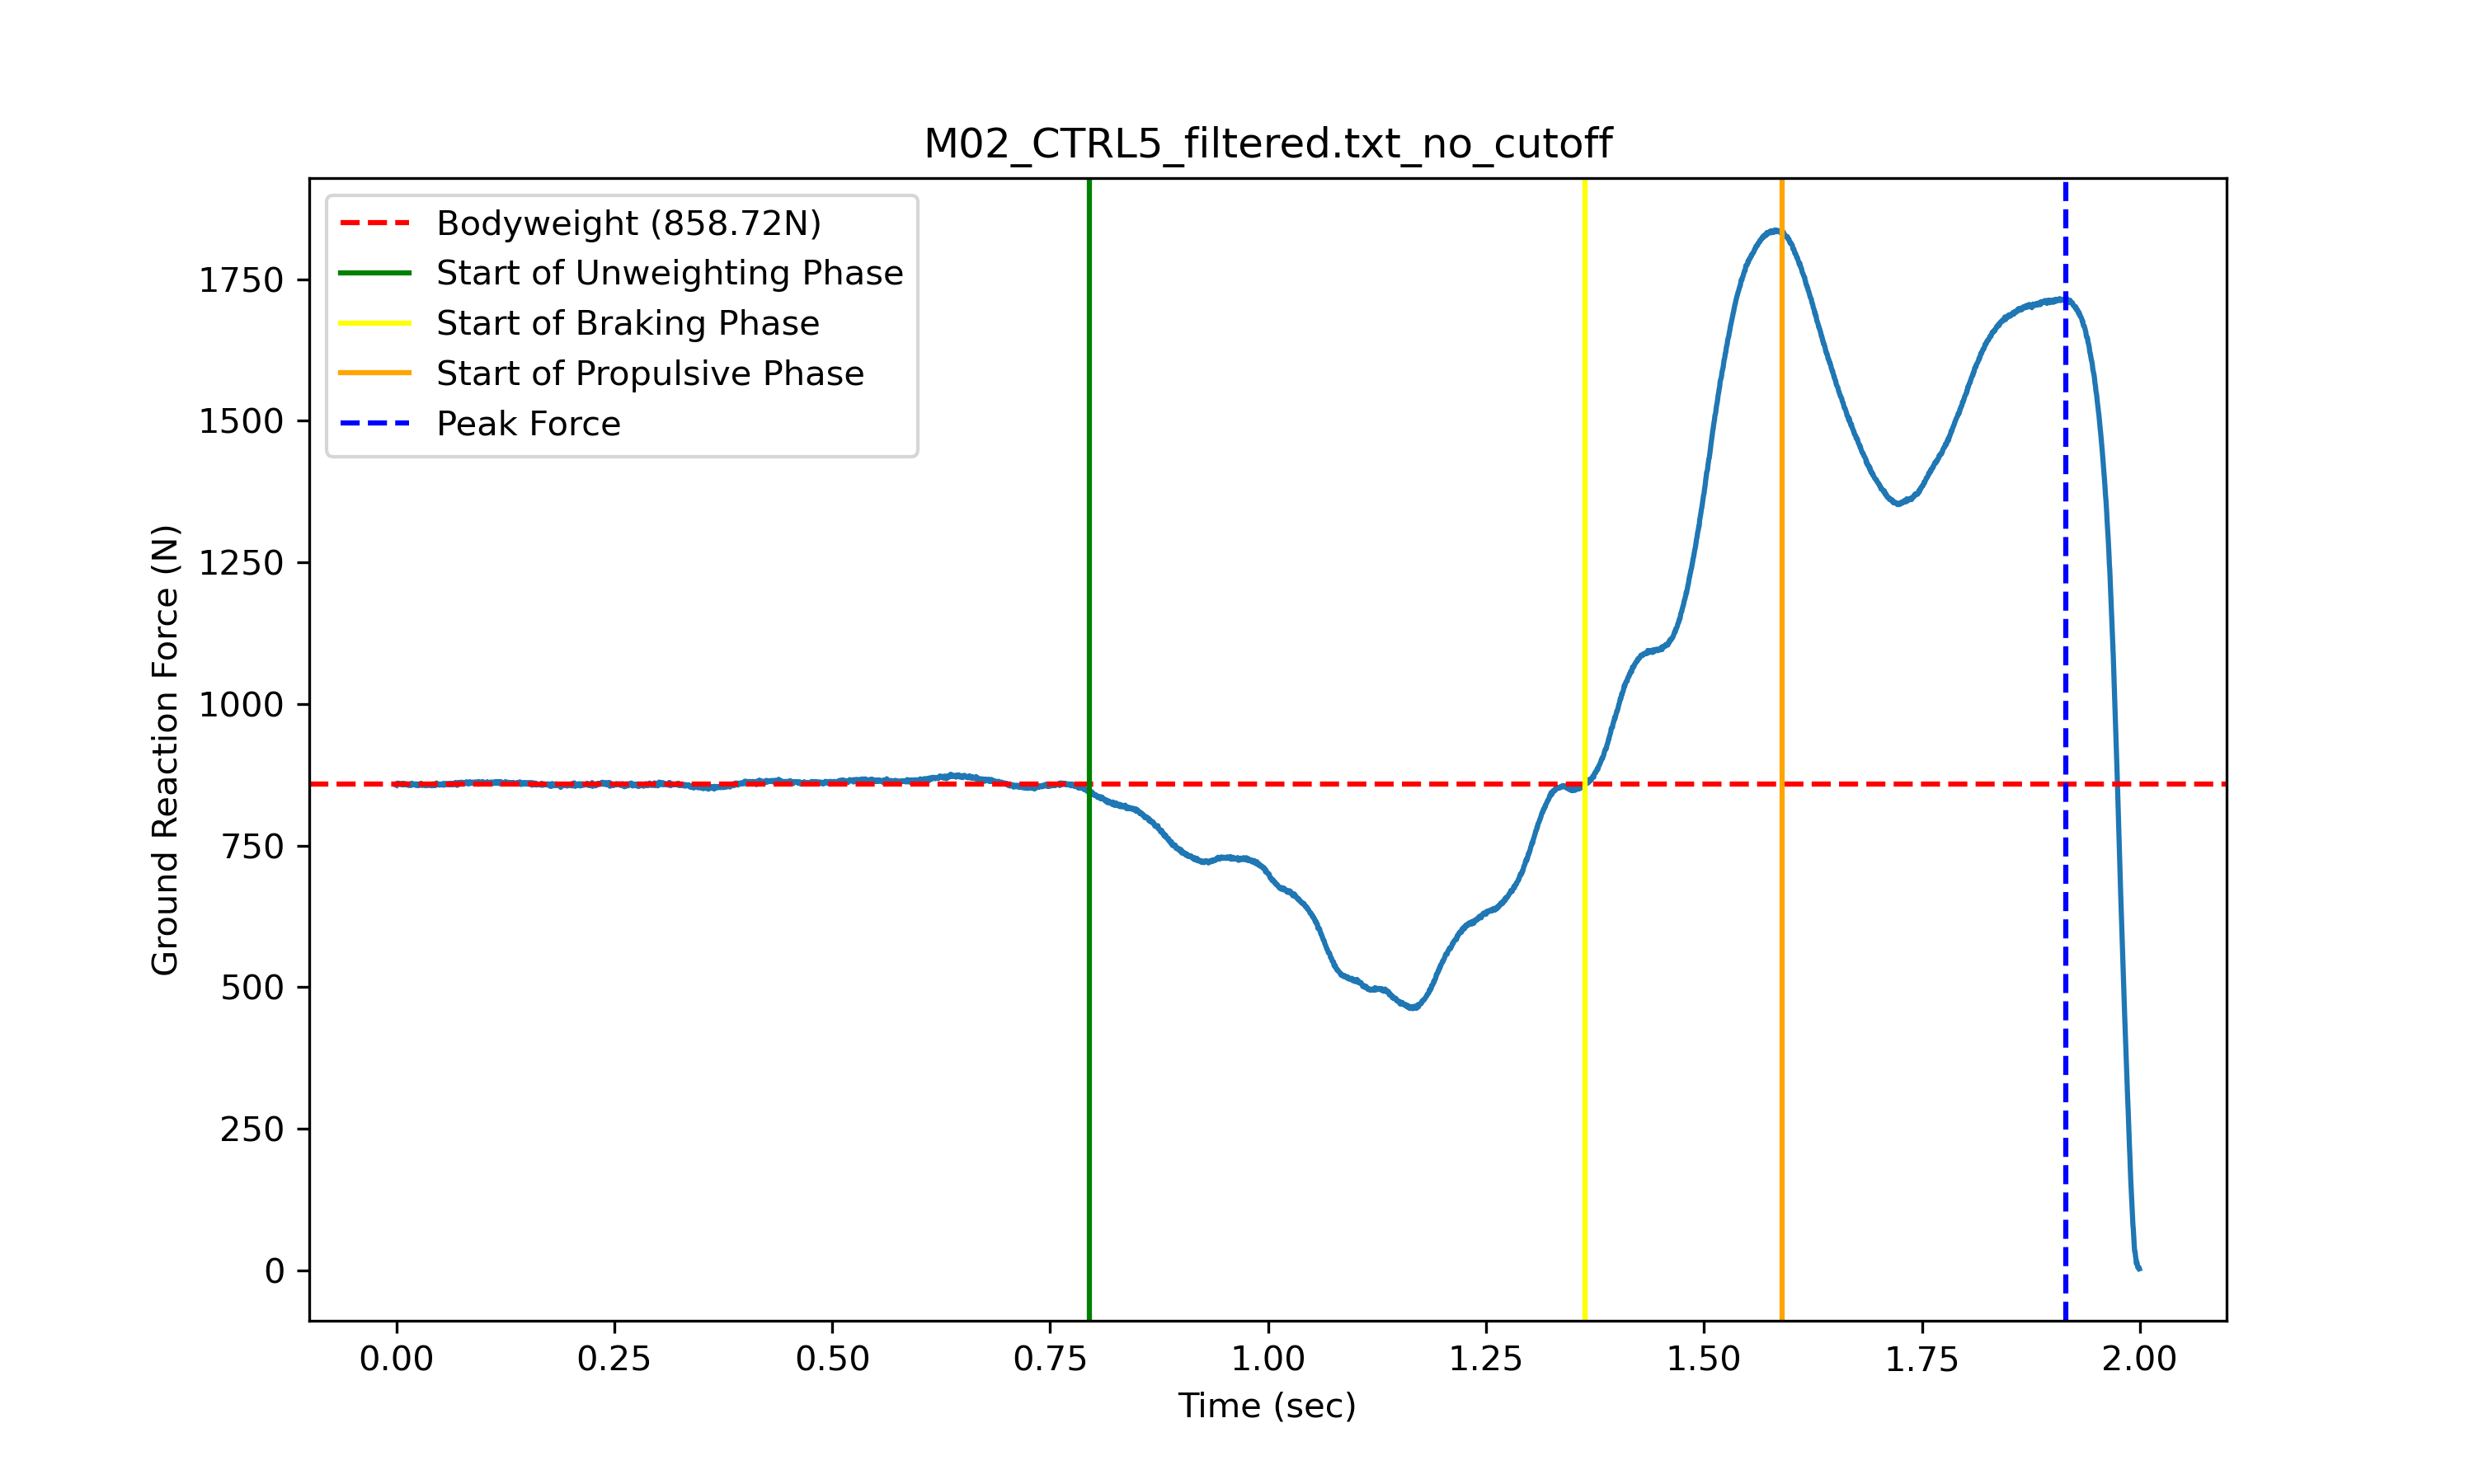 M02_CTRL5_filtered.txt_no_cutoff
Bodyweight (858.72N)
Start of Unweighting Phase
Start of Braking Phase
Start of Propulsive Phase
Peak Force
Ground Reaction Force (N)
1750
1500
1250
1000
750
500
250
0
0.00 0.25 0.50 0.75 1.00 1.25 1.50 1.75 2.00
Time (sec)